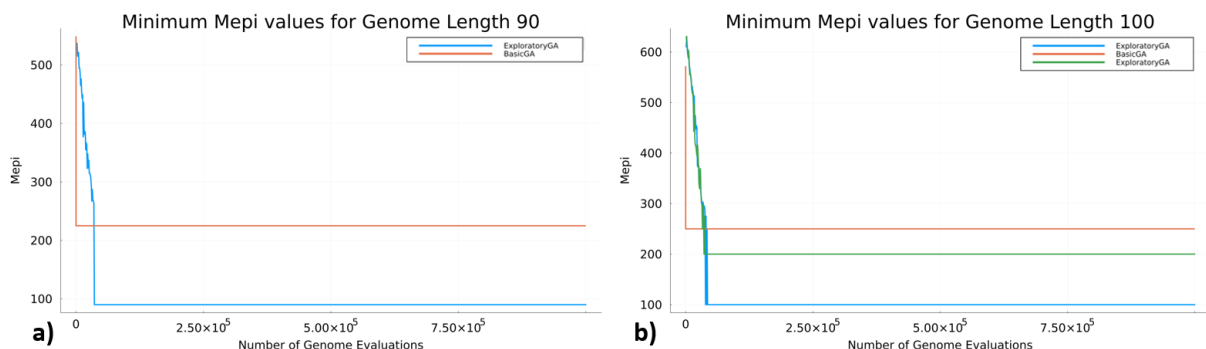 Minimum Mepi values for Genome Length 90
ExploratoryGA
BasicGA
500
400
300
200
100
Mepi
0
2.50×10⁵
5.00×10⁵
7.50×10⁵
Number of Genome Evaluations
a)
Minimum Mepi values for Genome Length 100
ExploratoryGA
BasicGA
ExploratoryGA
600
500
400
300
200
100
Mepi
0
2.50×10⁵
5.00×10⁵
7.50×10⁵
Number of Genome Evaluations
b)